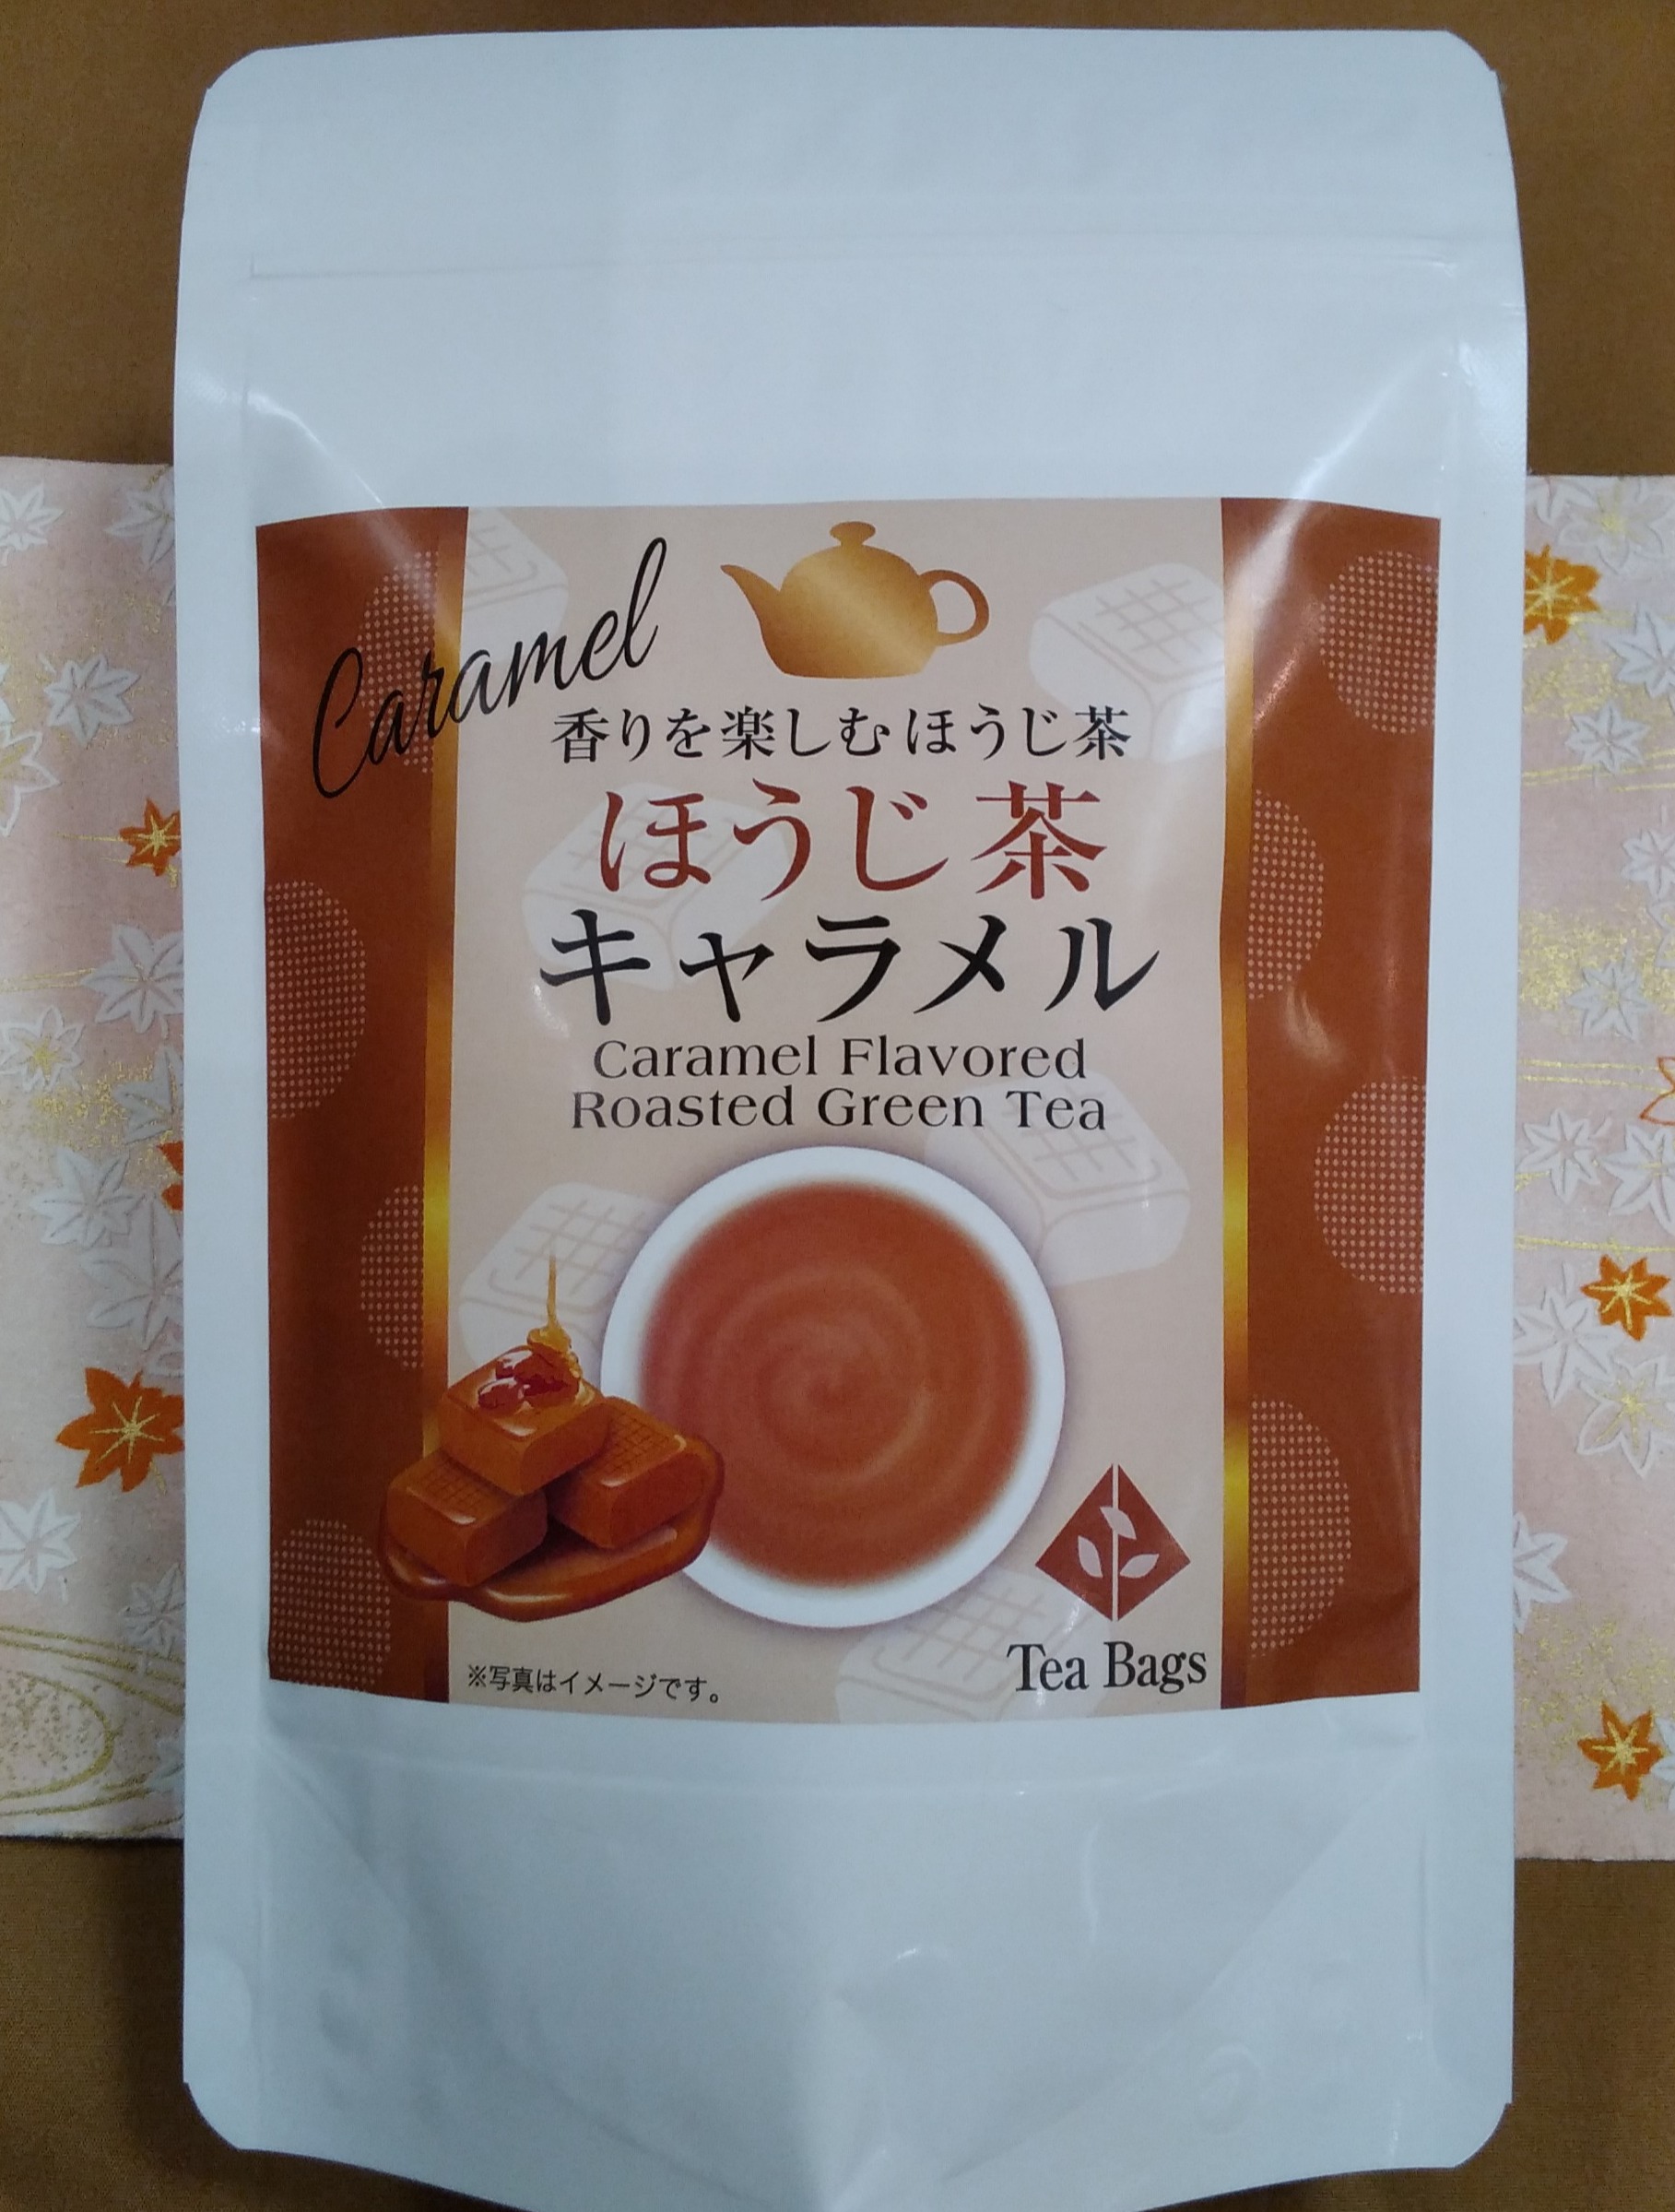 Caramel
香りを楽しむほうじ茶
ほうじ茶
キャラメル
Caramel Flavored
Roasted Green Tea
Tea Bags
※写真はイメージです。